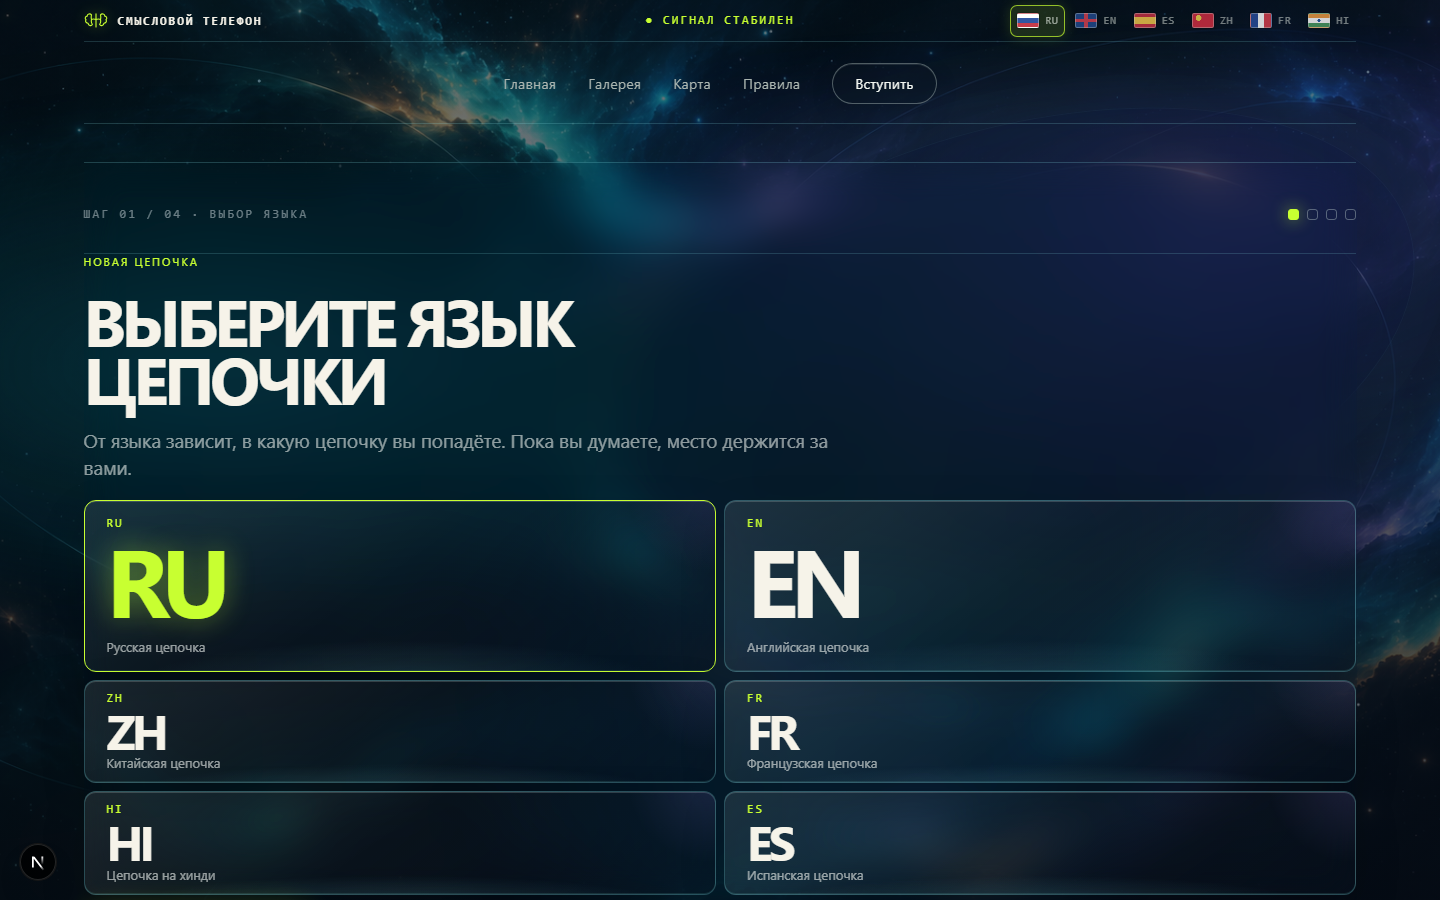 СМЫСЛОВОЙ ТЕЛЕФОН
СИГНАЛ СТАБИЛЕН
RU EN ES ZH FR HI
Главная Галерея Карта Правила Вступить
ШАГ 01 / 04 · ВЫБОР ЯЗЫКА
НОВАЯ ЦЕПОЧКА
ВЫБЕРИТЕ ЯЗЫК
ЦЕПОЧКИ
От языка зависит, в какую цепочку вы попадёте. Пока вы думаете, место держится за
вами.
RU
RU
Русская цепочка
EN
EN
Английская цепочка
ZH
ZH
Китайская цепочка
FR
FR
Французская цепочка
HI
HI
Цепочка на хинди
ES
ES
Испанская цепочка
N